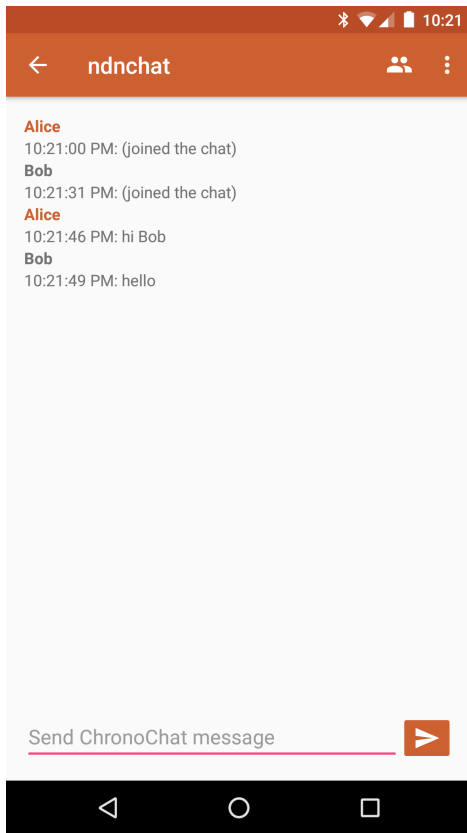 10:21
ndnchat
Alice
10:21:00 PM: (joined the chat)
Bob
10:21:31 PM: (joined the chat)
Alice
10:21:46 PM: hi Bob
Bob
10:21:49 PM: hello
Send ChronoChat message